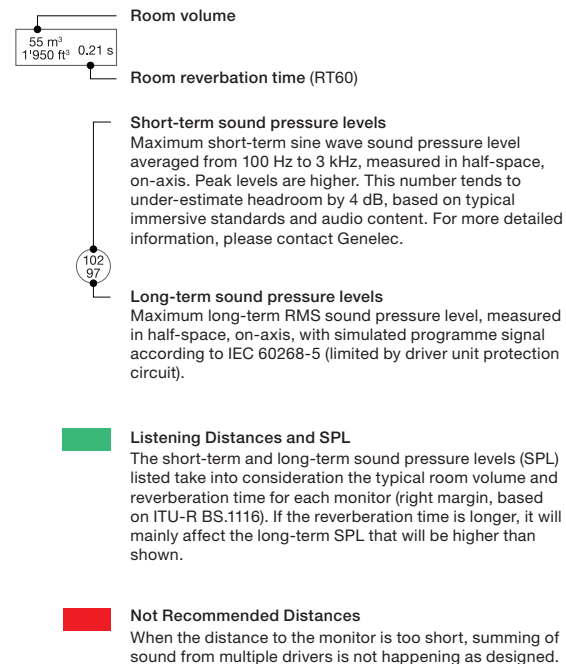 Room volume
55 m³
1'950 ft³ 0.21 s
Room reverbation time (RT60)
Short-term sound pressure levels
Maximum short-term sine wave sound pressure level
averaged from 100 Hz to 3 kHz, measured in half-space,
on-axis. Peak levels are higher. This number tends to
under-estimate headroom by 4 dB, based on typical
immersive standards and audio content. For more detailed
information, please contact Genelec.
102
97
Long-term sound pressure levels
Maximum long-term RMS sound pressure level, measured
in half-space, on-axis, with simulated programme signal
according to IEC 60268-5 (limited by driver unit protection
circuit).
Listening Distances and SPL
The short-term and long-term sound pressure levels (SPL)
listed take into consideration the typical room volume and
reverberation time for each monitor (right margin, based
on ITU-R BS.1116). If the reverberation time is longer, it will
mainly affect the long-term SPL that will be higher than
shown.
Not Recommended Distances
When the distance to the monitor is too short, summing of
sound from multiple drivers is not happening as designed.